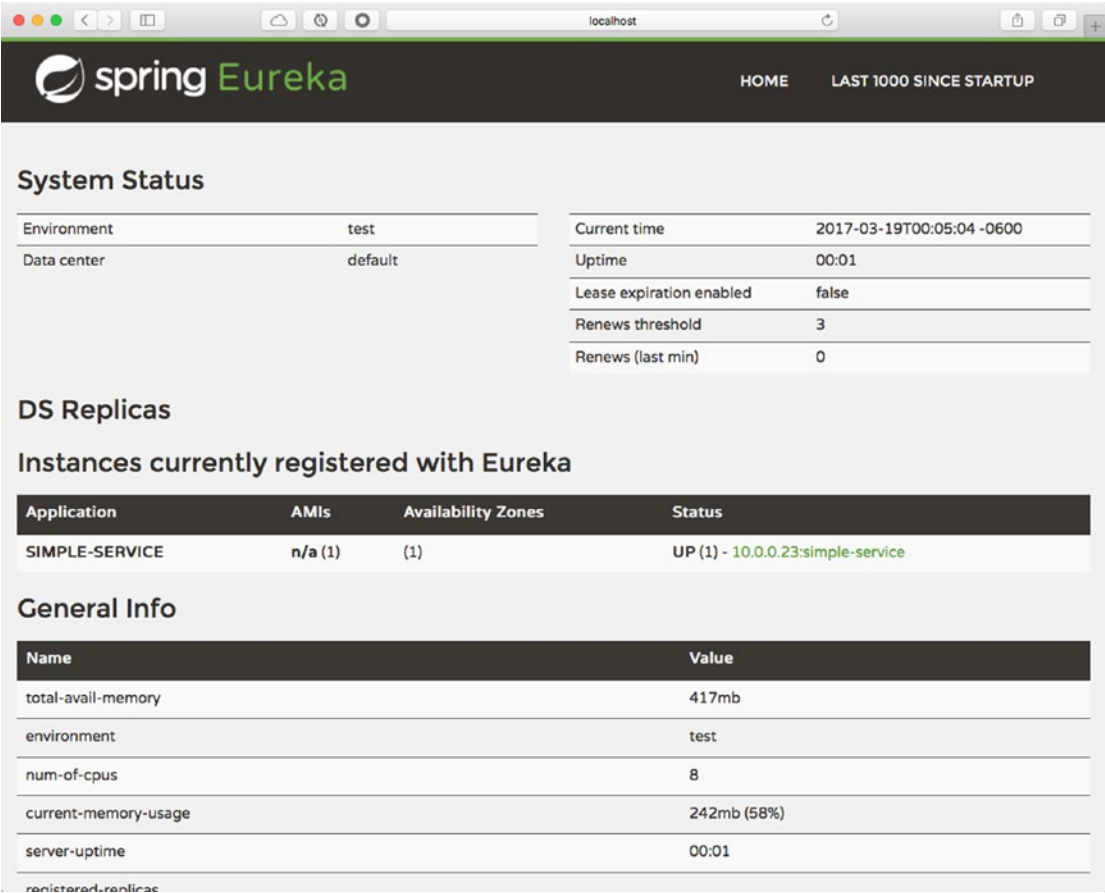 localhost
spring Eureka
HOME LAST 1000 SINCE STARTUP
System Status
Environment test
Data center default
Current time 2017-03-19T00:05:04 -0600
Uptime 00:01
Lease expiration enabled false
Renews threshold 3
Renews (last min) 0
DS Replicas
Instances currently registered with Eureka
Application AMIs Availability Zones Status
SIMPLE-SERVICE n/a (1) (1) UP (1) - 10.0.0.23:simple-service
General Info
Name Value
total-avail-memory 417mb
environment test
num-of-cpus 8
current-memory-usage 242mb (58%)
server-uptime 00:01
registered-replicas